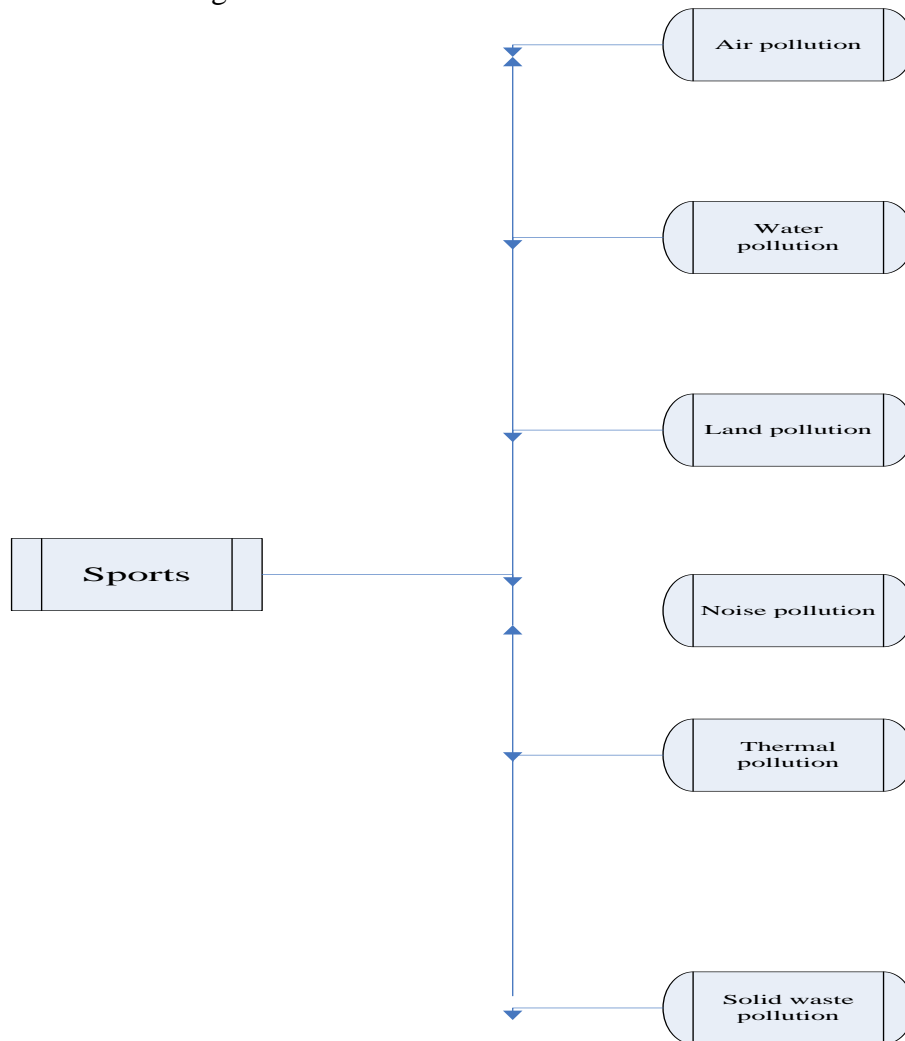 Air pollution
Water
pollution
Land pollution
Sports
Noise pollution
Thermal
pollution
Solid waste
pollution